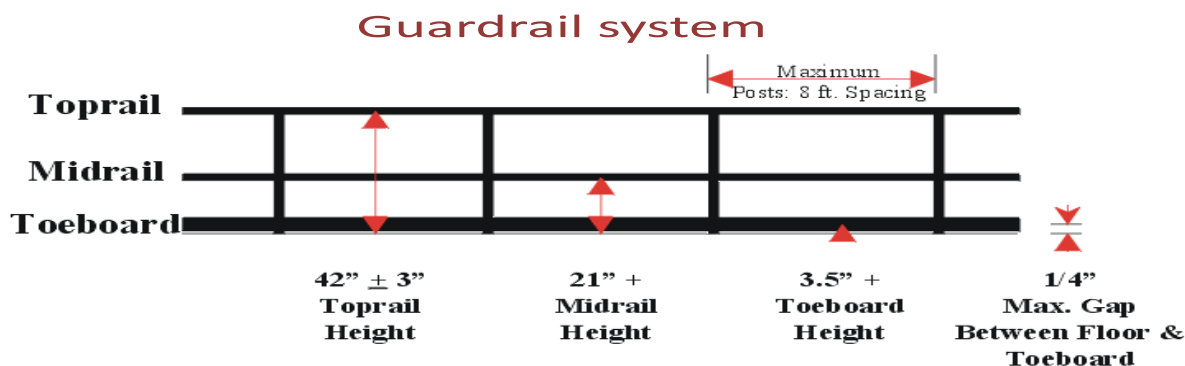 Guardrail system
Maximum
Posts: 8 ft. Spacing
Toprail
Midrail
Toeboard
42” ± 3”
Toprail
Height
21” +
Midrail
Height
3.5” +
Toeboard
Height
1/4”
Max. Gap
Between Floor &
Toeboard